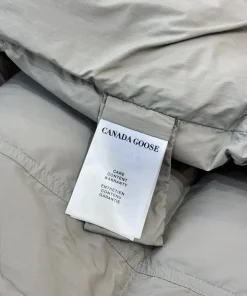 CANADA GOOSE
CARE
CONTENT
WARRANTY
ENTRETIEN
CONTENU
GARANTIE